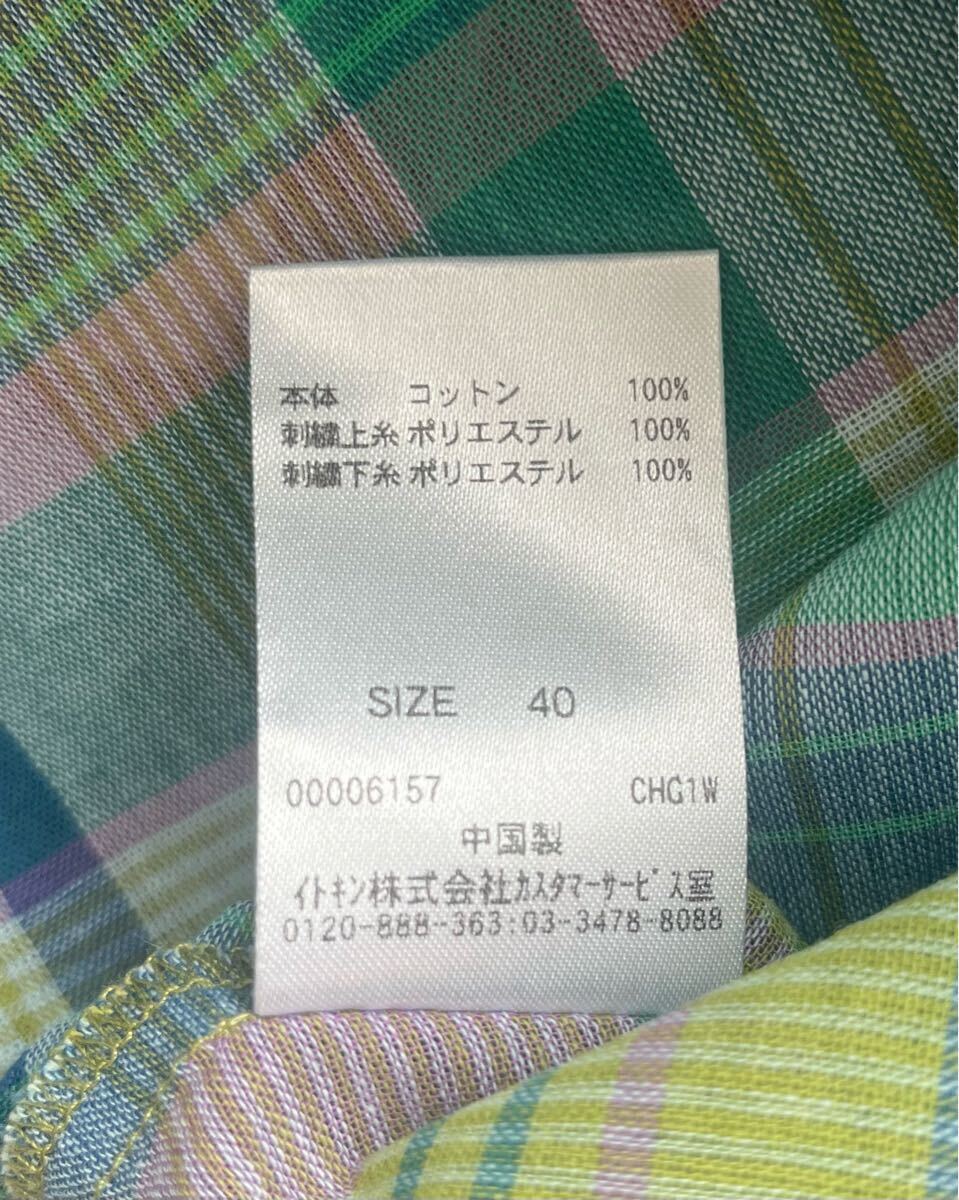 本体 コットン 100%
刺繍上糸 ポリエステル 100%
刺繍下糸 ポリエステル 100%
SIZE 40
00006157 CHG1W
中国製
ｲﾄｷﾝ株式会社ｶｽﾀﾏｰｻｰﾋﾞｽ室
0120-888-363:03-3478-8088